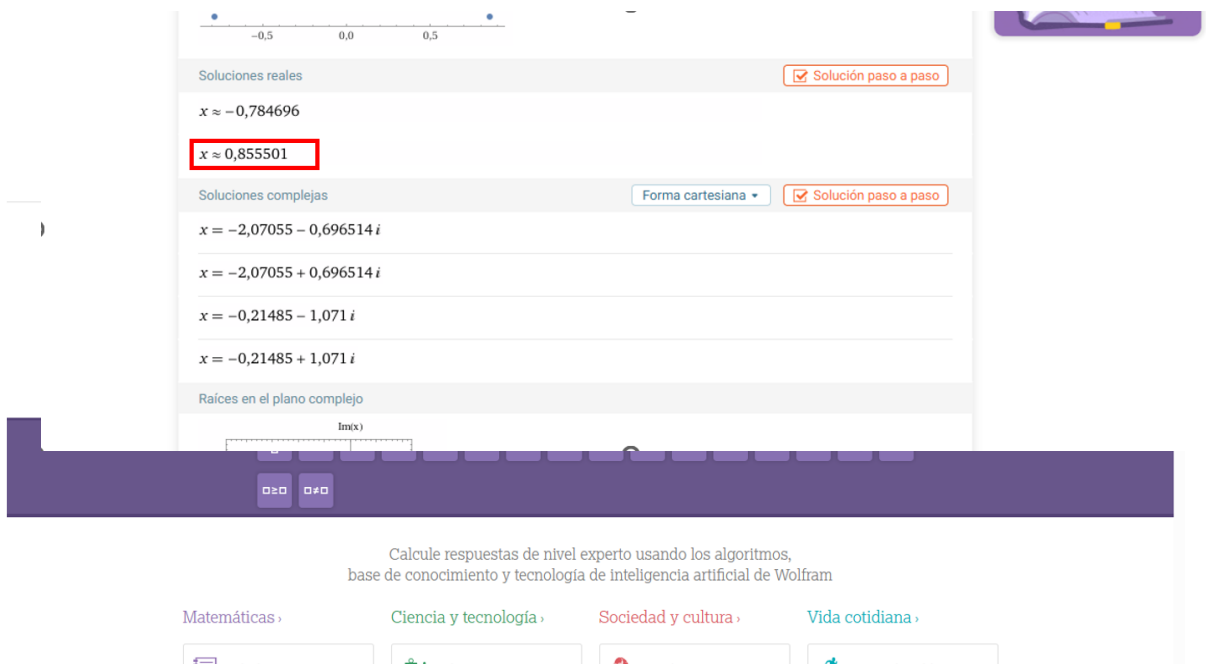 −0,5 0,0 0,5
Soluciones reales Solución paso a paso
x ≈ −0,784696
x ≈ 0,855501
Soluciones complejas Forma cartesiana Solución paso a paso
x = −2,07055 − 0,696514 i
x = −2,07055 + 0,696514 i
x = −0,21485 − 1,071 i
x = −0,21485 + 1,071 i
Raíces en el plano complejo
Im(x)
□≥□ □≠□
Calcule respuestas de nivel experto usando los algoritmos,
base de conocimiento y tecnología de inteligencia artificial de Wolfram
Matemáticas › Ciencia y tecnología › Sociedad y cultura › Vida cotidiana ›